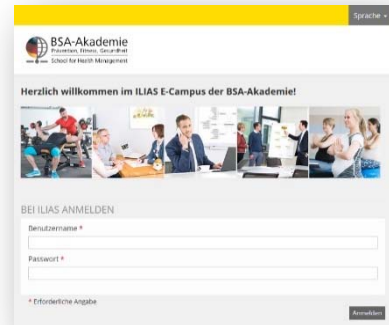 Sprache
BSA-Akademie
Prävention, Fitness, Gesundheit
School for Health Management
Herzlich willkommen im ILIAS E-Campus der BSA-Akademie!
BEI ILIAS ANMELDEN
Benutzername *
Passwort *
* Erforderliche Angabe
Anmelden